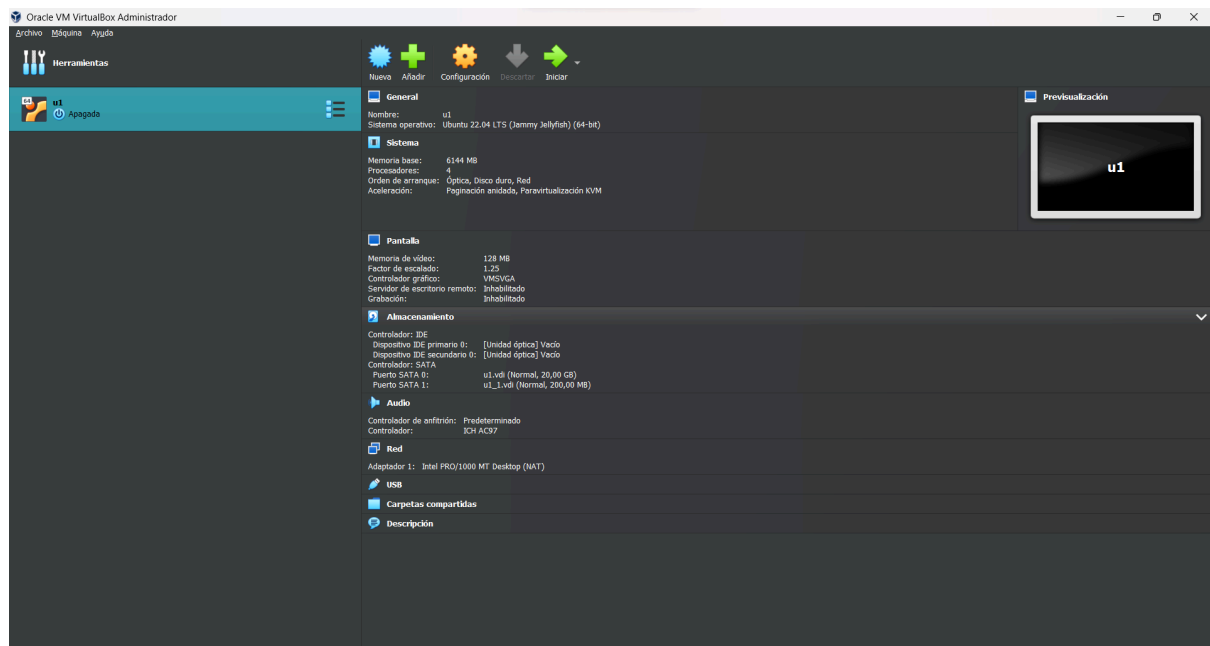 Oracle VM VirtualBox Administrador
Archivo Máquina Ayuda
Herramientas
Nueva Añadir Configuración Descartar Iniciar
64 u1
Apagada
General
Nombre: u1
Sistema operativo: Ubuntu 22.04 LTS (Jammy Jellyfish) (64-bit)
Previsualización
u1
Sistema
Memoria base: 6144 MB
Procesadores: 4
Orden de arranque: Óptica, Disco duro, Red
Aceleración: Paginación anidada, Paravirtualización KVM
Pantalla
Memoria de vídeo: 128 MB
Factor de escalado: 1.25
Controlador gráfico: VMSVGA
Servidor de escritorio remoto: Inhabilitado
Grabación: Inhabilitado
Almacenamiento
Controlador: IDE
Dispositivo IDE primario 0: [Unidad óptica] Vacío
Dispositivo IDE secundario 0: [Unidad óptica] Vacío
Controlador: SATA
Puerto SATA 0: u1.vdi (Normal, 20,00 GB)
Puerto SATA 1: u1_1.vdi (Normal, 200,00 MB)
Audio
Controlador de anfitrión: Predeterminado
Controlador: ICH AC97
Red
Adaptador 1: Intel PRO/1000 MT Desktop (NAT)
USB
Carpetas compartidas
Descripción